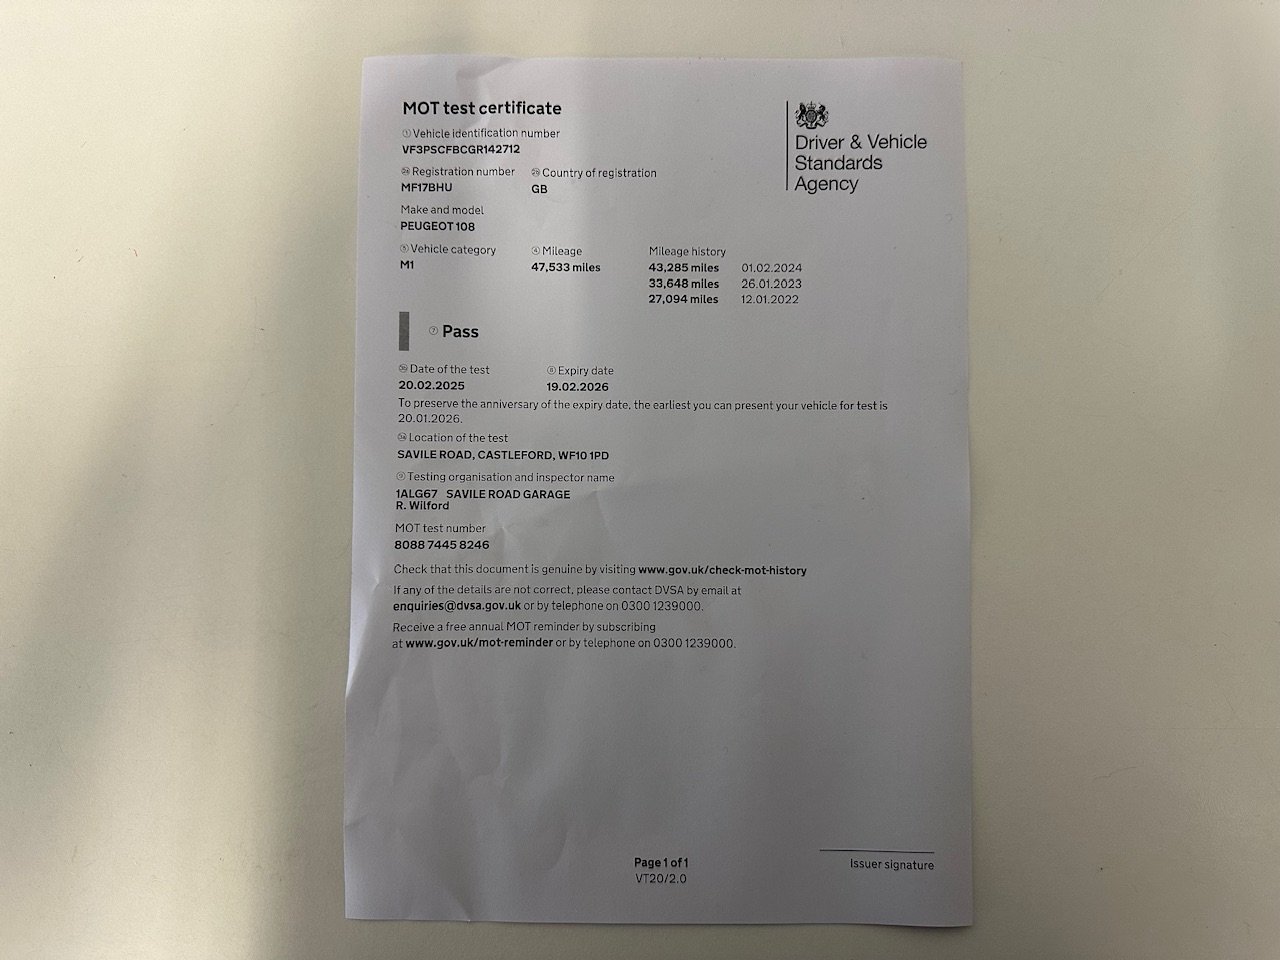 MOT test certificate
① Vehicle identification number
VF3PSCFBCGR142712
Registration number Country of registration
MF17BHU GB
Make and model
PEUGEOT 108
⑤ Vehicle category ④ Mileage Mileage history
M1 47,533 miles 43,285 miles 01.02.2024
33,648 miles 26.01.2023
27,094 miles 12.01.2022
⑦ Pass
Date of the test ⑧ Expiry date
20.02.2025 19.02.2026
To preserve the anniversary of the expiry date, the earliest you can present your vehicle for test is
20.01.2026.
Location of the test
SAVILE ROAD, CASTLEFORD, WF10 1PD
⑨ Testing organisation and inspector name
1ALG67 SAVILE ROAD GARAGE
R. Wilford
MOT test number
8088 7445 8246
Check that this document is genuine by visiting www.gov.uk/check-mot-history
If any of the details are not correct, please contact DVSA by email at
enquiries@dvsa.gov.uk or by telephone on 0300 1239000.
Receive a free annual MOT reminder by subscribing
at www.gov.uk/mot-reminder or by telephone on 0300 1239000.
Driver & Vehicle
Standards
Agency
Page 1 of 1
VT20/2.0
Issuer signature